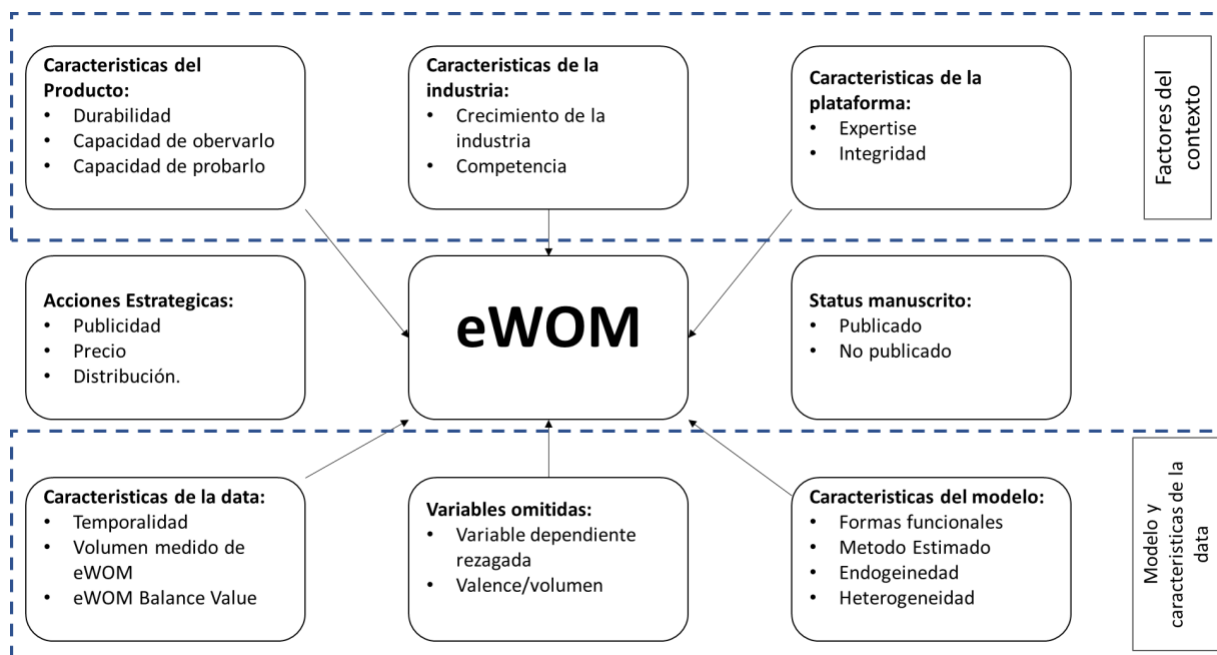 Caracteristicas del
Producto:
• Durabilidad
• Capacidad de obervarlo
• Capacidad de probarlo
Caracteristicas de la
industria:
• Crecimiento de la
industria
• Competencia
Caracteristicas de la
plataforma:
• Expertise
• Integridad
Factores del
contexto
Acciones Estrategicas:
• Publicidad
• Precio
• Distribución.
eWOM
Status manuscrito:
• Publicado
• No publicado
Caracteristicas de la data:
• Temporalidad
• Volumen medido de
eWOM
• eWOM Balance Value
Variables omitidas:
• Variable dependiente
rezagada
• Valence/volumen
Caracteristicas del modelo:
• Formas funcionales
• Metodo Estimado
• Endogeinedad
• Heterogeneidad
Modelo y
caracteristicas de la
data